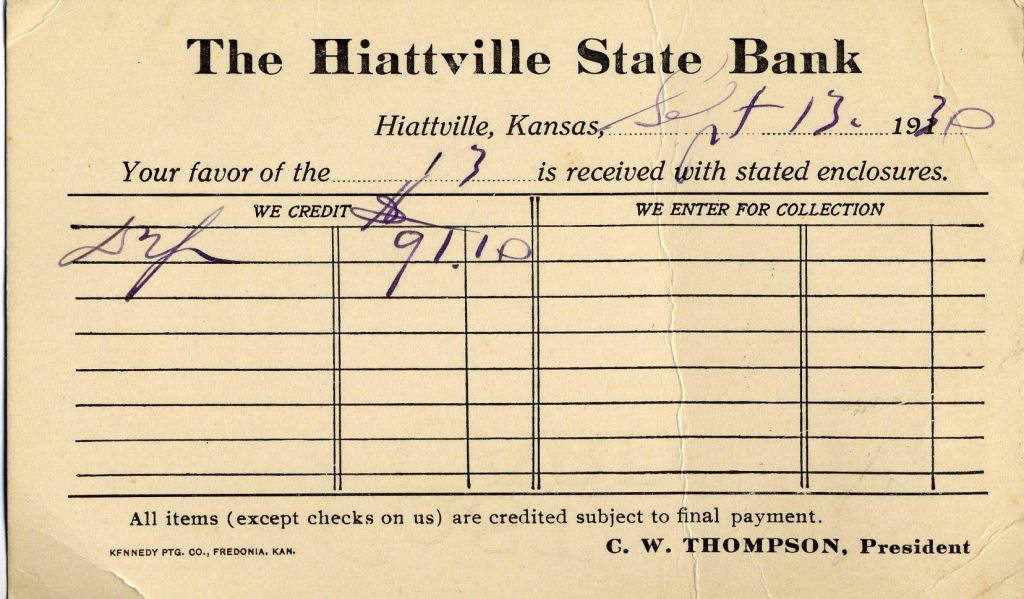 The Hiattville State Bank
Hiattville, Kansas, Sept 13. 1920
Your favor of the 13 is received with stated enclosures.
WE CREDIT $ WE ENTER FOR COLLECTION
91.10
All items (except checks on us) are credited subject to final payment.
KENNEDY PTG. CO., FREDONIA, KAN. C. W. THOMPSON, President